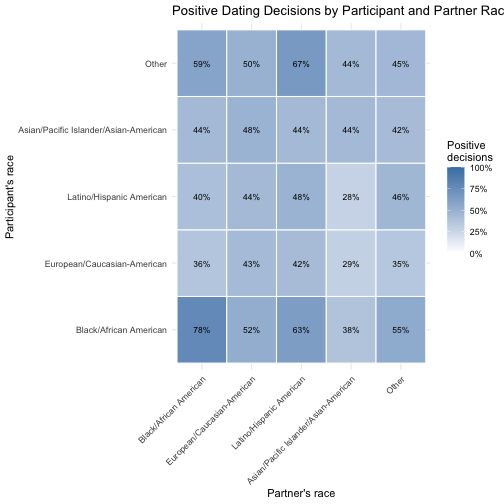 Positive Dating Decisions by Participant and Partner Rac
Other
59% 50% 67% 44% 45%
Asian/Pacific Islander/Asian-American
44% 48% 44% 44% 42%
Latino/Hispanic American
40% 44% 48% 28% 46%
European/Caucasian-American
36% 43% 42% 29% 35%
Black/African American
78% 52% 63% 38% 55%
Participant's race
Black/African American
European/Caucasian-American
Latino/Hispanic American
Asian/Pacific Islander/Asian-American
Other
Partner's race
Positive
decisions
100%
75%
50%
25%
0%